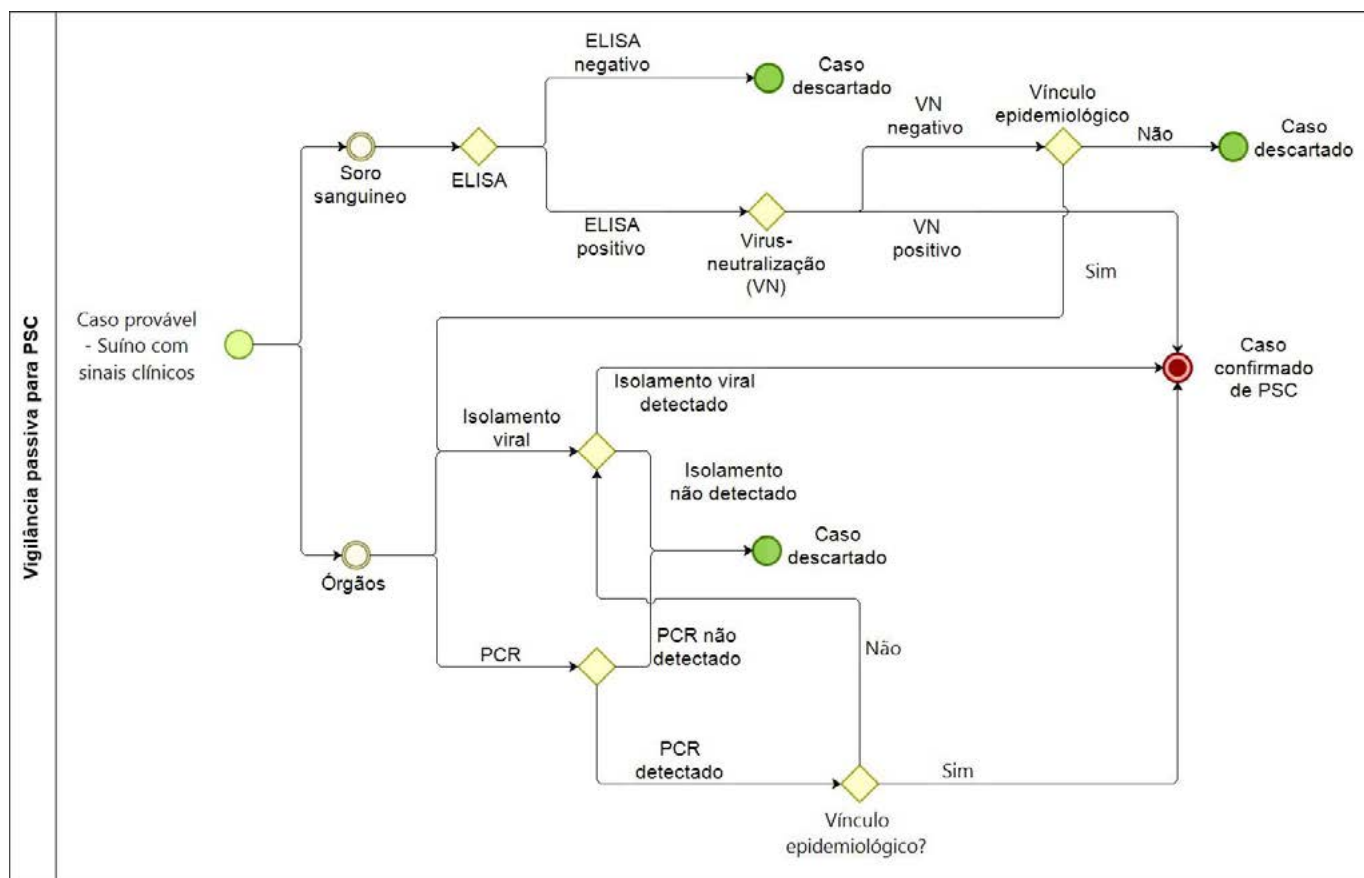 Vigilância passiva para PSC
Caso provável
- Suíno com
sinais clínicos
Soro
sanguineo
ELISA
ELISA
negativo
Caso
descartado
ELISA
positivo
Virus-
neutralização
(VN)
VN
negativo
VN
positivo
Vínculo
epidemiológico
Não
Caso
descartado
Sim
Caso
confirmado
de PSC
Órgãos
Isolamento
viral
Isolamento viral
detectado
Isolamento
não detectado
Caso
descartado
PCR
PCR não
detectado
PCR
detectado
Não
Sim
Vínculo
epidemiológico?